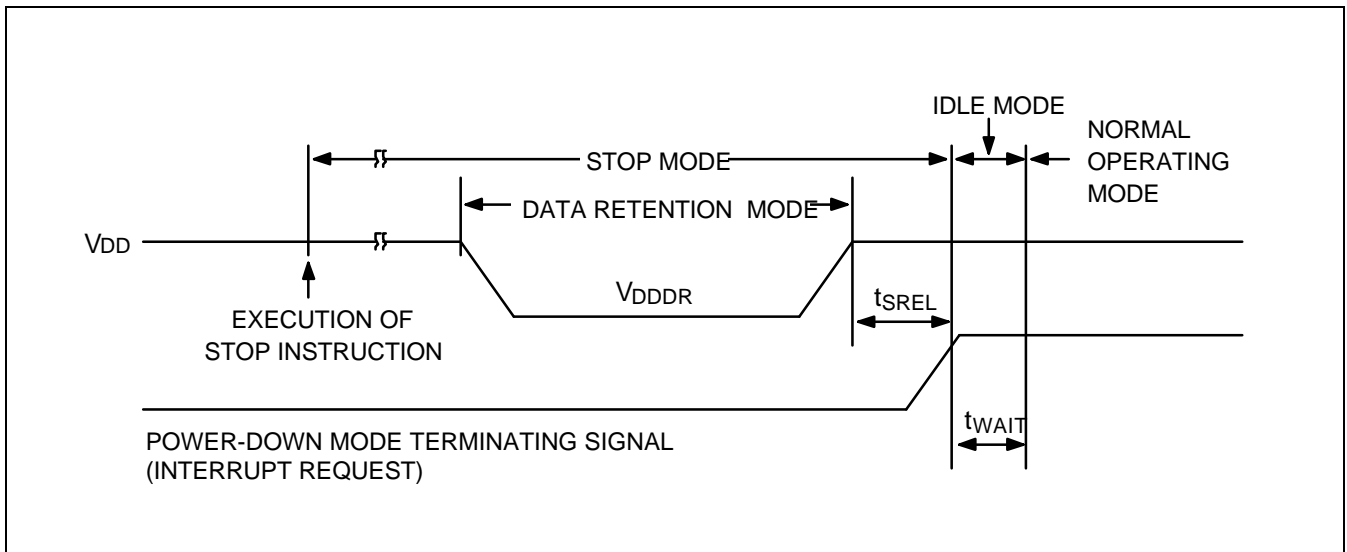 IDLE MODE
NORMAL
OPERATING
MODE
STOP MODE
DATA RETENTION MODE
VDD
VDDDR
tSREL
EXECUTION OF
STOP INSTRUCTION
tWAIT
POWER-DOWN MODE TERMINATING SIGNAL
(INTERRUPT REQUEST)